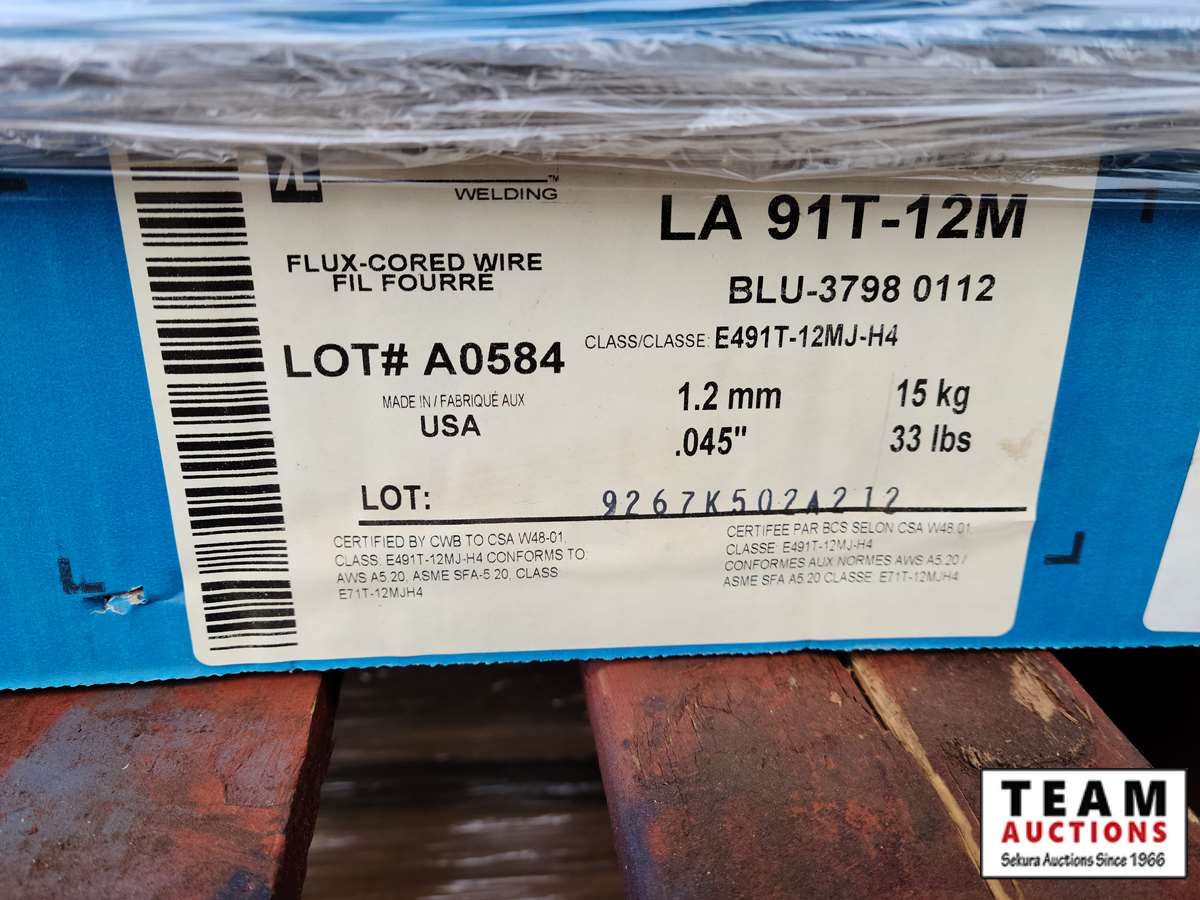 WELDING
LA 91T-12M
FLUX-CORED WIRE
FIL FOURRÉ
BLU-3798 0112
CLASS/CLASSE: E491T-12MJ-H4
LOT# A0584
MADE IN / FABRIQUÉ AUX
USA
1.2 mm 15 kg
.045" 33 lbs
LOT: 9267K502A212
CERTIFIED BY CWB TO CSA W48-01.
CLASS: E491T-12MJ-H4 CONFORMS TO
AWS A5.20, ASME SFA-5.20, CLASS
E71T-12MJH4
CERTIFEE PAR BCS SELON CSA W48.01.
CLASSE: E491T-12MJ-H4
CONFORMES AUX NORMES AWS A5.20 /
ASME SFA A5.20 CLASSE: E71T-12MJH4
TEAM
AUCTIONS
Sekura Auctions Since 1966